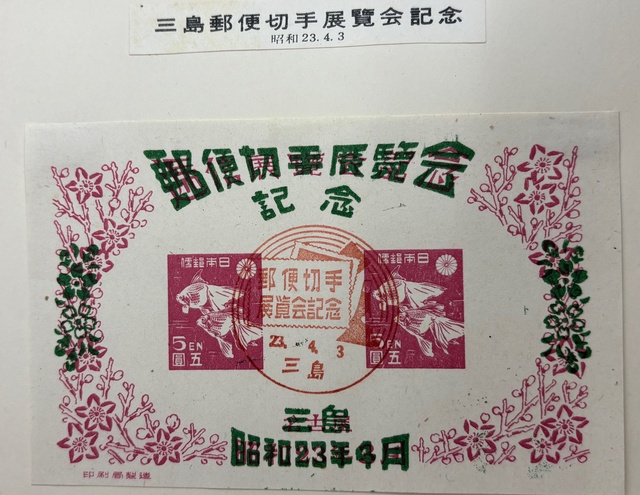 三島郵便切手展覧会記念
昭和23.4.3
郵便切手展覧会
記念
便郵本日
便郵本日
郵便切手
展覧会記念
23. 4. 3
三島
5EN
圓五
5
圓五
三島
昭和23年4月
印刷局製造